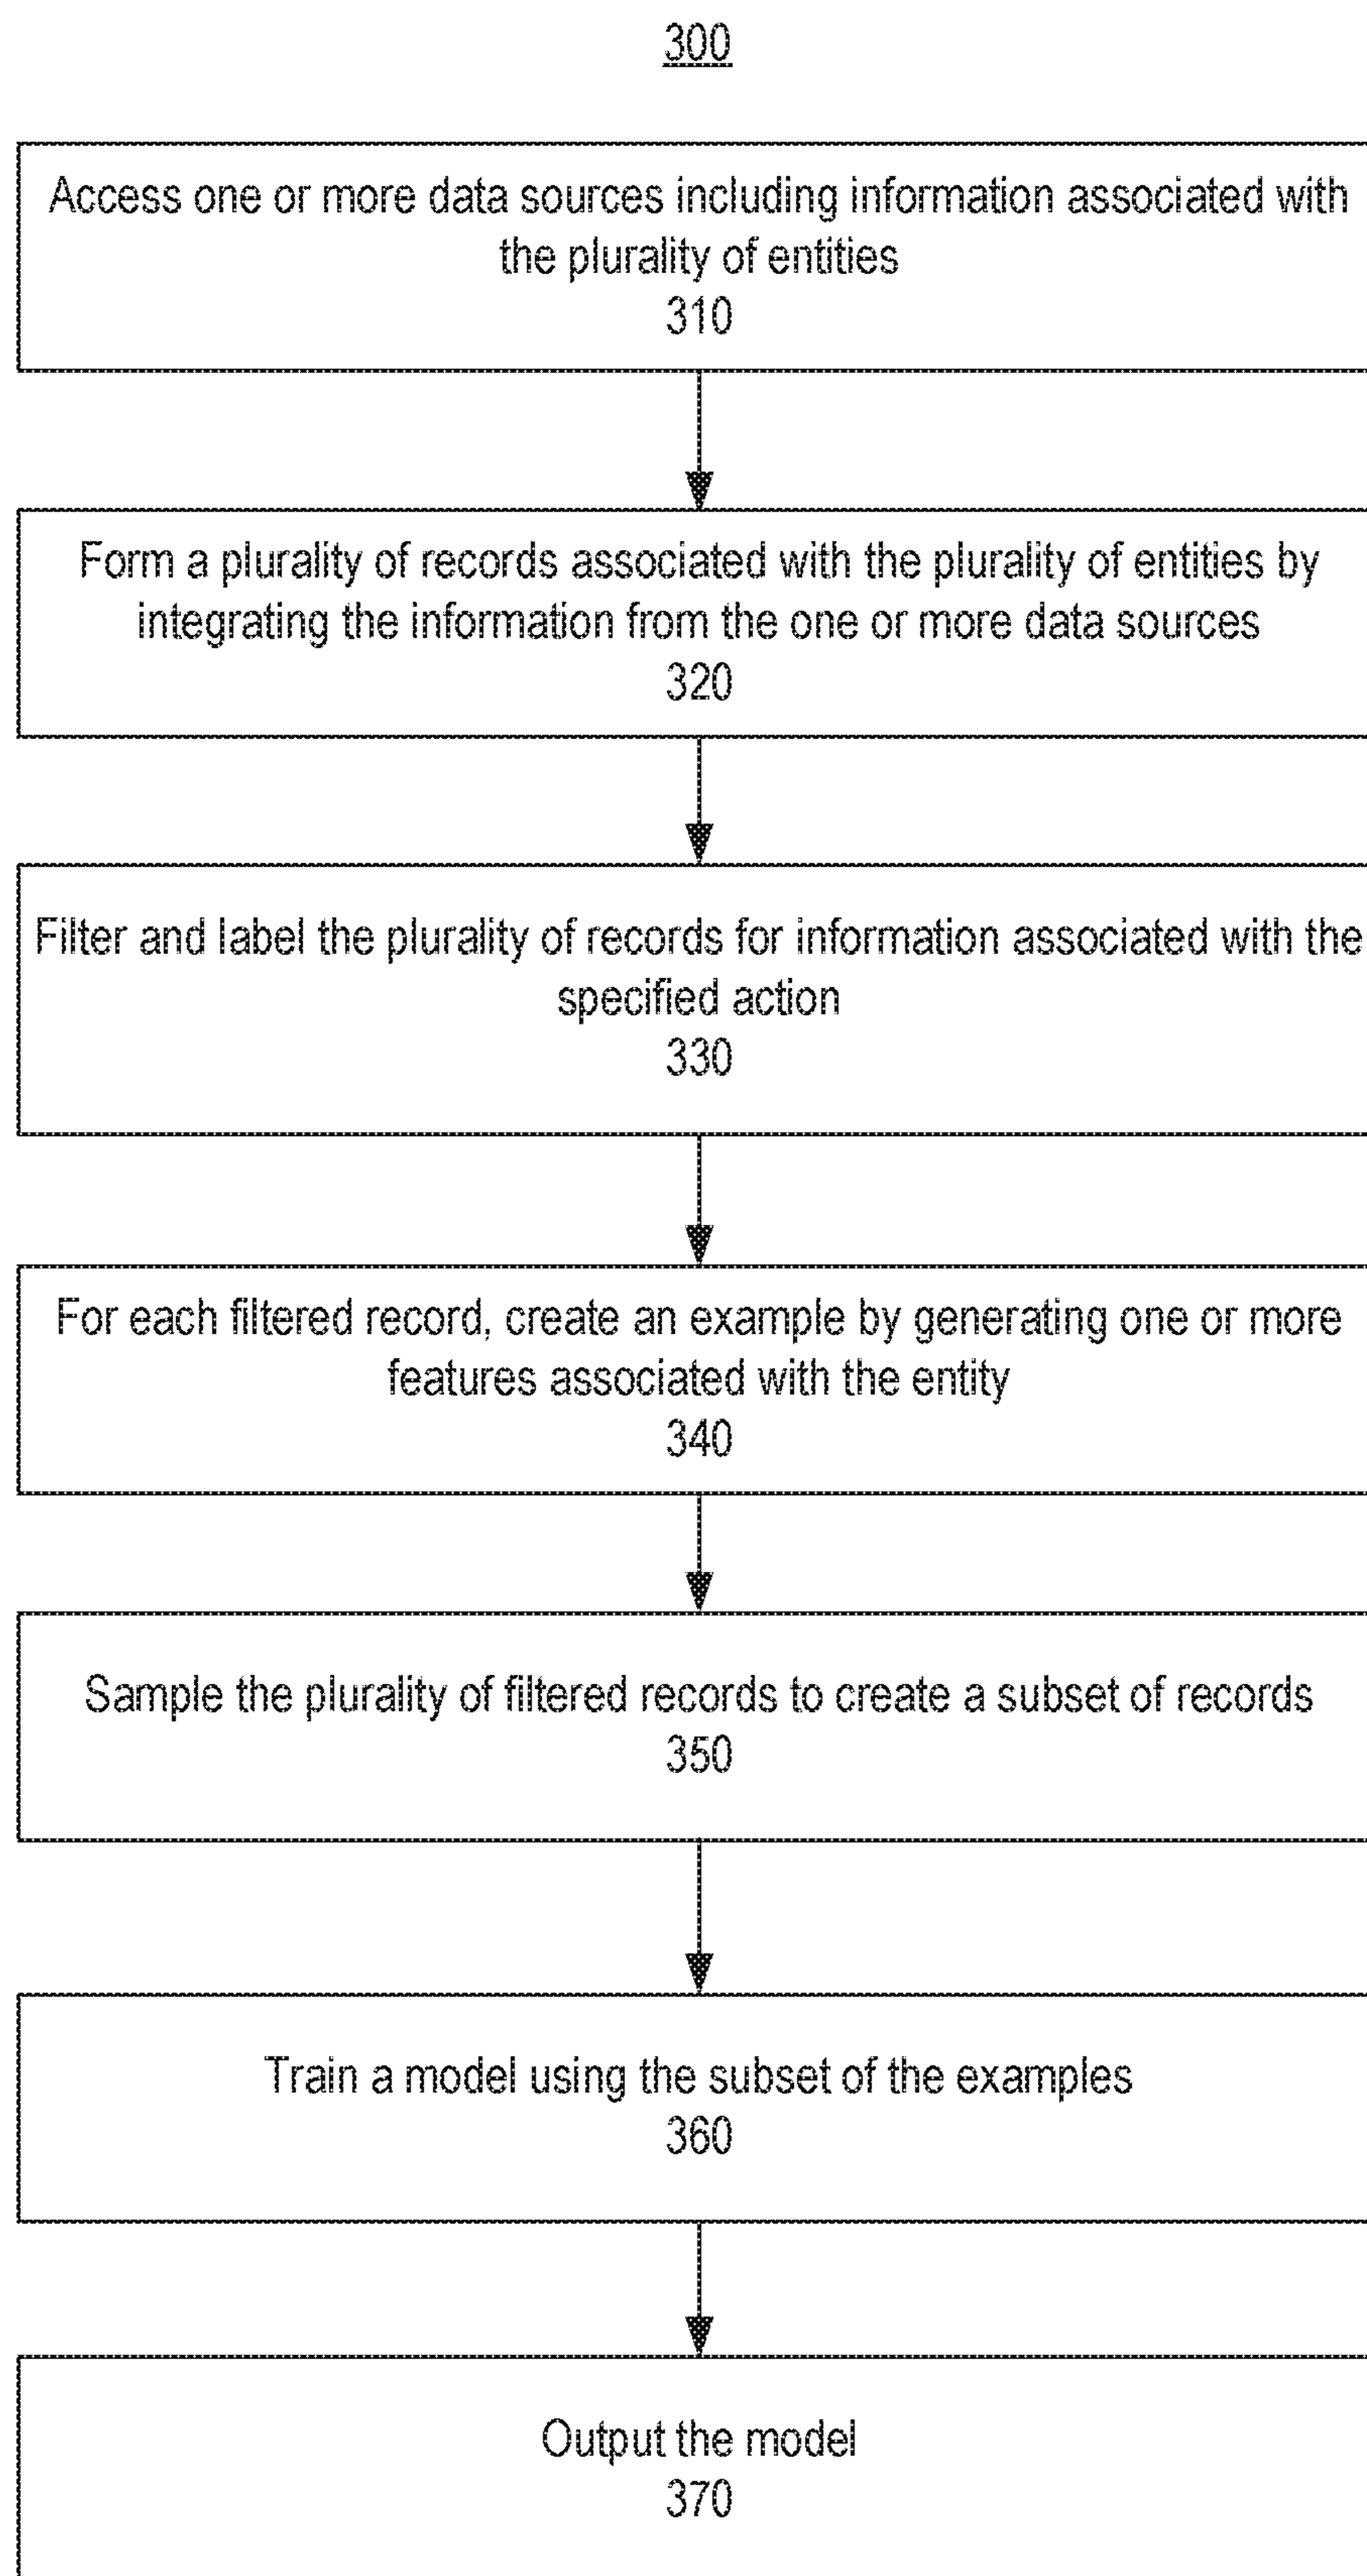 300
Access one or more data sources including information associated with
the plurality of entities
310
Form a plurality of records associated with the plurality of entities by
integrating the information from the one or more data sources
320
Filter and label the plurality of records for information associated with the
specified action
330
For each filtered record, create an example by generating one or more
features associated with the entity
340
Sample the plurality of filtered records to create a subset of records
350
Train a model using the subset of the examples
360
Output the model
370